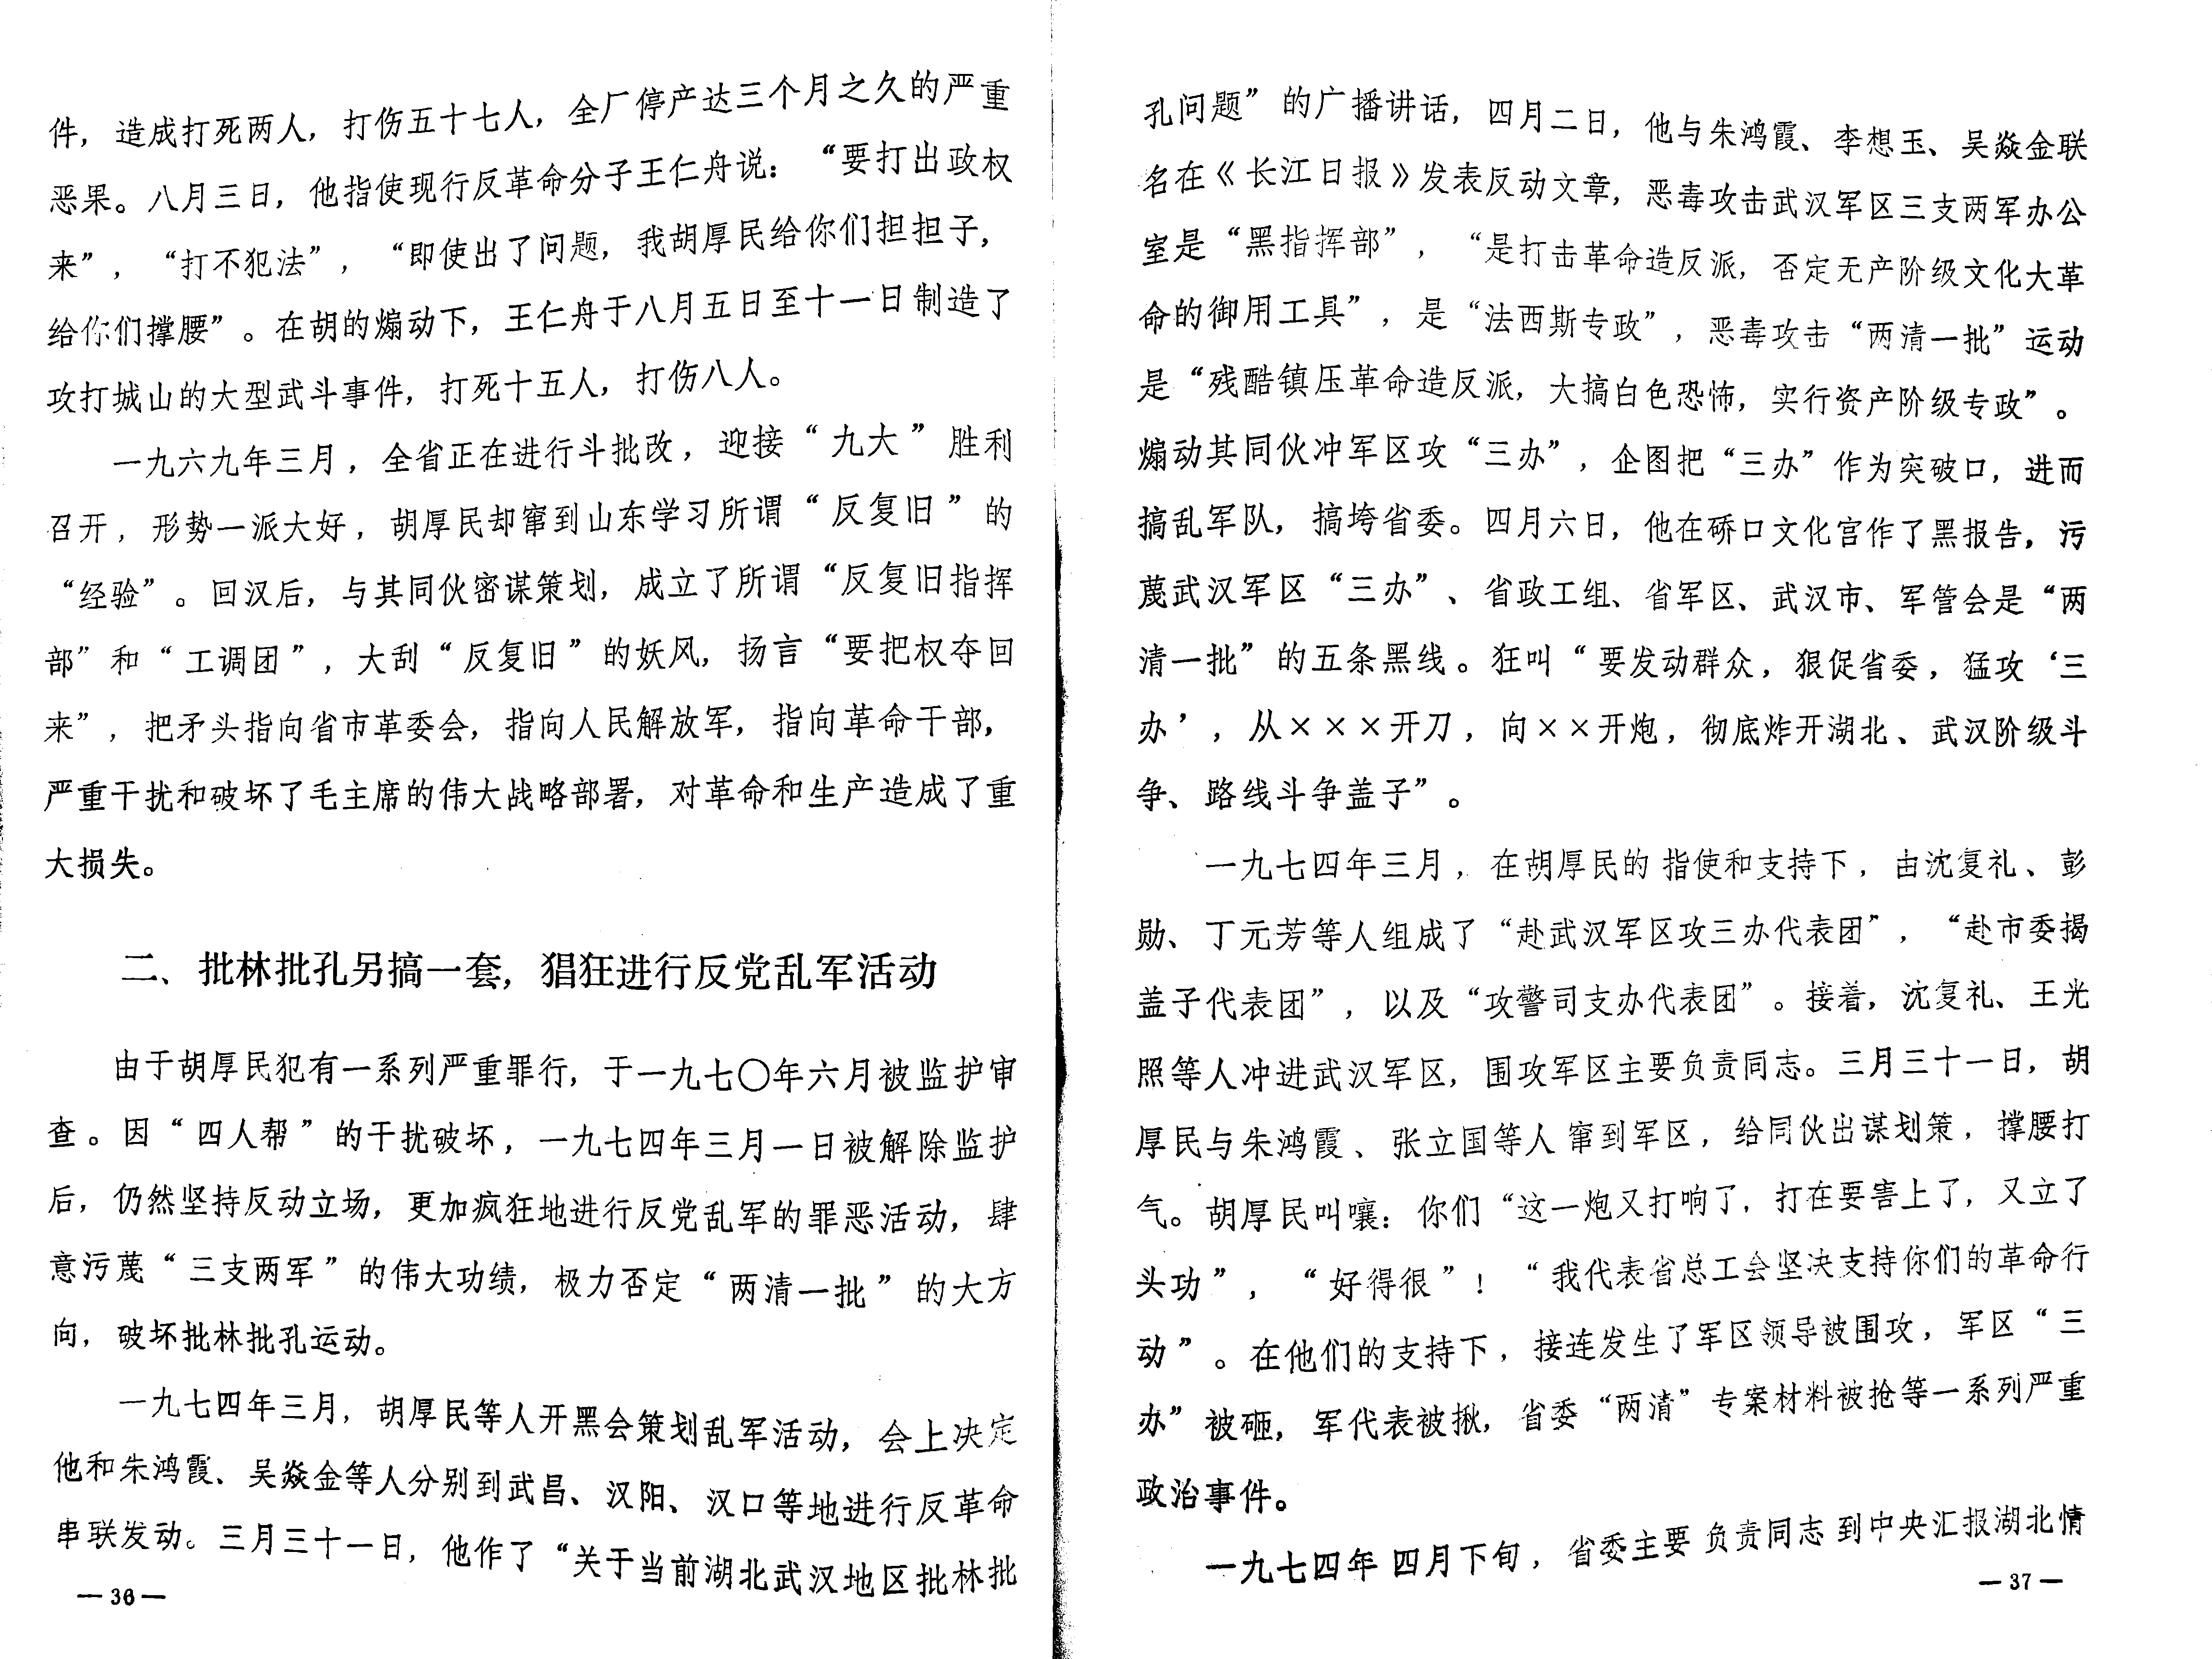 件，造成打死两人，打伤五十七人，全厂停产达三个月之久的严重
恶果。八月三日，他指使现行反革命分子王仁舟说：“要打出政权
来”，“打不犯法”，“即使出了问题，我胡厚民给你们担担子，
给你们撑腰”。在胡的煽动下，王仁舟于八月五日至十一日制造了
攻打城山的大型武斗事件，打死十五人，打伤八人。
一九六九年三月，全省正在进行斗批改，迎接“九大”胜利
召开，形势一派大好，胡厚民却窜到山东学习所谓“反复旧”的
“经验”。回汉后，与其同伙密谋策划，成立了所谓“反复旧指挥
部”和“工调团”，大刮“反复旧”的妖风，扬言“要把权夺回
来”，把矛头指向省市革委会，指向人民解放军，指向革命干部，
严重干扰和破坏了毛主席的伟大战略部署，对革命和生产造成了重
大损失。
二、批林批孔另搞一套，猖狂进行反党乱军活动
由于胡厚民犯有一系列严重罪行，于一九七〇年六月被监护审
查。因“四人帮”的干扰破坏，一九七四年三月一日被解除监护
后，仍然坚持反动立场，更加疯狂地进行反党乱军的罪恶活动，肆
意污蔑“三支两军”的伟大功绩，极力否定“两清一批”的大方
向，破坏批林批孔运动。
一九七四年三月，胡厚民等人开黑会策划乱军活动，会上决定
他和朱鸿霞、吴焱金等人分别到武昌、汉阳、汉口等地进行反革命
串联发动。三月三十一日，他作了“关于当前湖北武汉地区批林批
—36—
孔问题”的广播讲话，四月二日，他与朱鸿霞、李想玉、吴焱金联
名在《长江日报》发表反动文章，恶毒攻击武汉军区三支两军办公
室是“黑指挥部”，“是打击革命造反派，否定无产阶级文化大革
命的御用工具”，是“法西斯专政”，恶毒攻击“两清一批”运动
是“残酷镇压革命造反派，大搞白色恐怖，实行资产阶级专政”。
煽动其同伙冲军区攻“三办”，企图把“三办”作为突破口，进而
搞乱军队，搞垮省委。四月六日，他在硚口文化宫作了黑报告，污
蔑武汉军区“三办”、省政工组、省军区、武汉市、军管会是“两
清一批”的五条黑线。狂叫“要发动群众，狠促省委，猛攻‘三
办’，从×××开刀，向××开炮，彻底炸开湖北、武汉阶级斗
争、路线斗争盖子”。
一九七四年三月，在胡厚民的指使和支持下，由沈复礼、彭
勋、丁元芳等人组成了“赴武汉军区攻三办代表团”，“赴市委揭
盖子代表团”，以及“攻警司支办代表团”。接着，沈复礼、王光
照等人冲进武汉军区，围攻军区主要负责同志。三月三十一日，胡
厚民与朱鸿霞、张立国等人窜到军区，给同伙出谋划策，撑腰打
气。胡厚民叫嚷：你们“这一炮又打响了，打在要害上了，又立了
头功”，“好得很”！“我代表省总工会坚决支持你们的革命行
动”。在他们的支持下，接连发生了军区领导被围攻，军区“三
办”被砸，军代表被揪，省委“两清”专案材料被抢等一系列严重
政治事件。
一九七四年四月下旬，省委主要负责同志到中央汇报湖北情
—37—